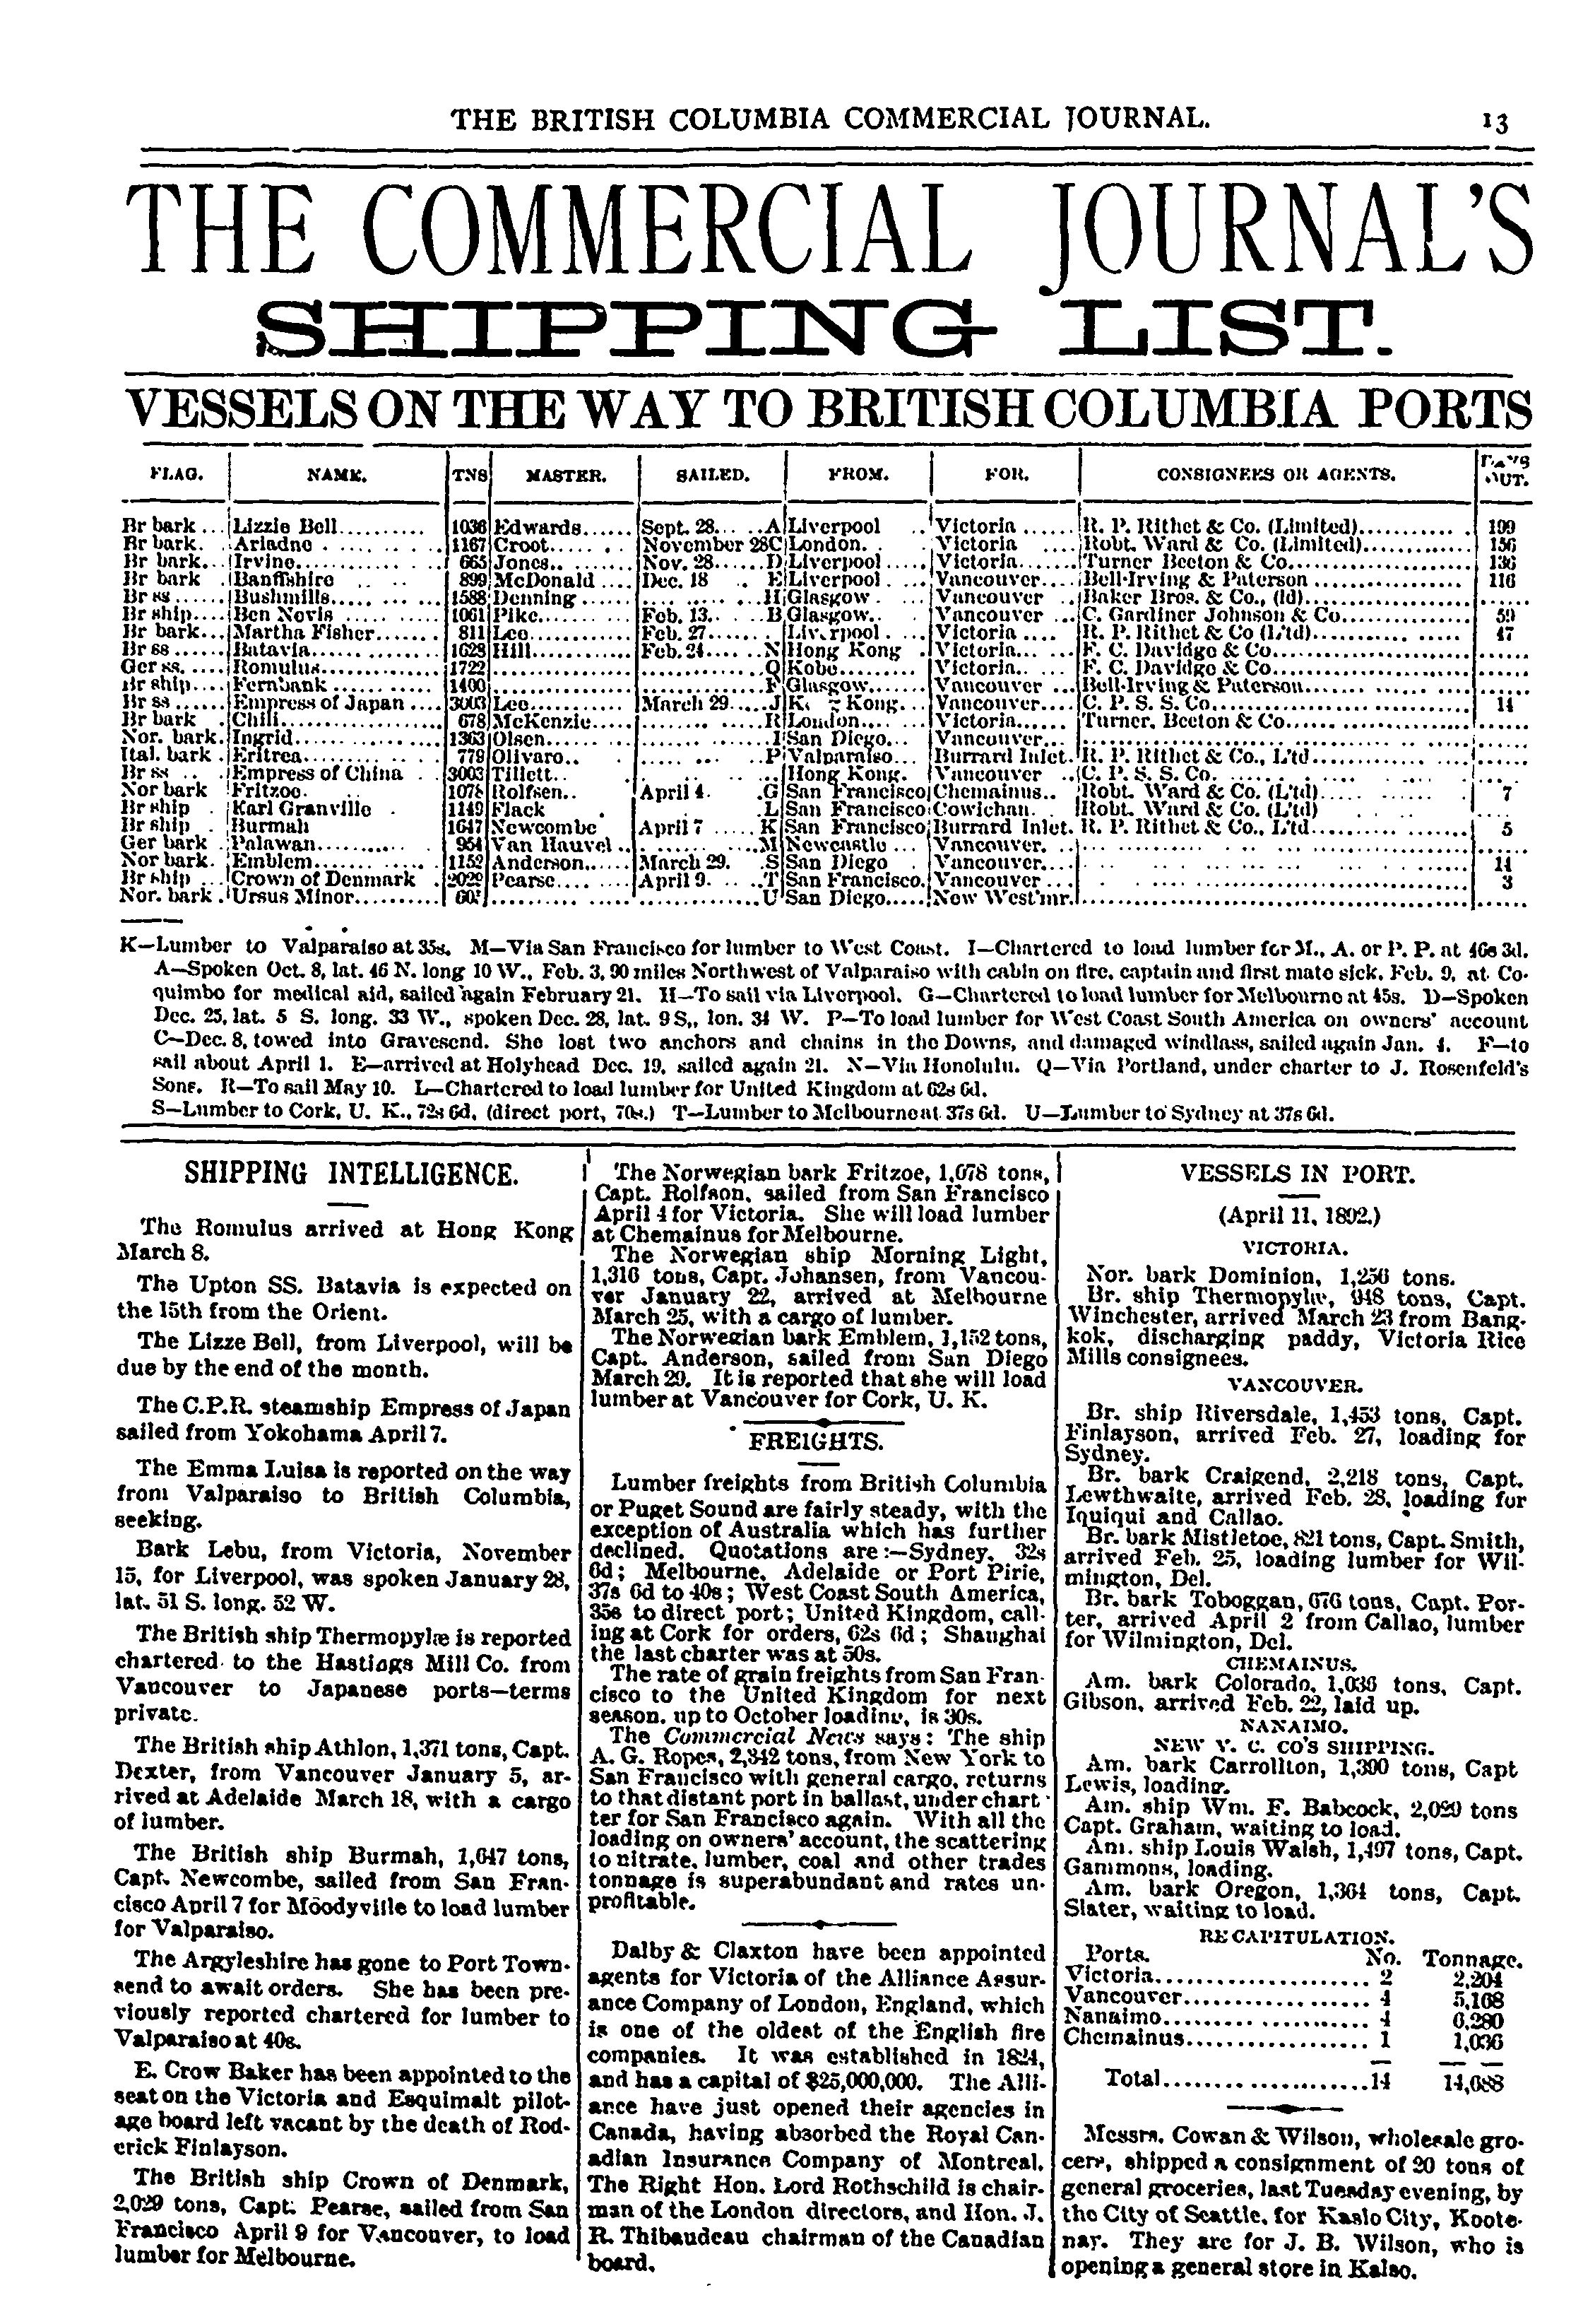 THE BRITISH COLUMBIA COMMERCIAL JOURNAL. 13
THE COMMERCIAL JOURNAL'S
SHIPPING LIST.
VESSELS ON THE WAY TO BRITISH COLUMBIA PORTS
FLAG. NAME. TNS MASTER. SAILED. FROM. FOR. CONSIGNEES OR AGENTS. DAYS OUT.
Br bark ... Lizzie Bell .......... 1036 Edwards...... Sept. 28... ..A Liverpool .. Victoria ...... R. P. Rithet & Co. (Limited)........... . 199
Br bark. . Ariadne . ......... . 1167 Croot..... . November 28C London. . Victoria .... Robt. Ward & Co. (Limited)............ 156
Br bark... Irvine................ 665 Jones.. ....... Nov. 28......D Liverpool ..... Victoria....... Turner Beeton & Co.................... 136
Br bark . Banffshire .. .. 899 McDonald .... Dec. 18 . E Liverpool . Vancouver.... Bell-Irving & Paterson ............... 116
Br ss ...... Bushmills............. 1588 Denning ...... .. .......H Glasgow . Vancouver .. Baker Bros. & Co., (ld)............... ......
Br ship.... Ben Nevis ............ 1061 Pike.......... Feb. 13. .. B Glasgow.. Vancouver ... C. Gardiner Johnson & Co............. 59
Br bark... Martha Fisher....... 811 Lee........... Feb. 27....... Liverpool . ... Victoria .... R. P. Rithet & Co (L'td)............. 47
Br ss ...... Batavia .............. 1628 Hill.......... Feb. 24.....N Hong Kong . Victoria... ... F. C. Davidge & Co.................... ......
Ger ss. .... Romulus............... 1722 .............. .............Q Kobe......... Victoria.. ... F. C. Davidge & Co.................... ......
Br ship.... Fernbank ............ 1400 .............. .............F Glasgow....... Vancouver ... Bell-Irving & Paterson................ ......
Br ss ...... Empress of Japan .... 3003 Lee........... March 29.....J Kong... Vancouver..... C. P. S. S. Co ........................ 14
Br bark . Chili................. 678 McKenzie..... .............R London.... Victoria...... Turner, Beeton & Co.................. ......
Nor. bark. Ingrid................ 1363 Olsen........ .............I San Diego... Vancouver... ...................... ......
Ital. bark . Eritrea............... 779 Olivaro.. .. ...... ... ..P Valparaiso... Burrard Inlet. R. P. Rithet & Co., L'td............. ......
Br ss .. . Empress of China . . 3003 Tillett.. . .. ... Hong Kong. Vancouver .. C. P. S. S. Co. .......................
Nor bark Fritzoe. ...... .. 1078 Rolfsen.. April 4. .G San Francisco Chemainus.. Robt. Ward & Co. (L'td) ............. 7
Br ship . Karl Granville . 1149 Flack . .L San Francisco Cowichan. . Robt. Ward & Co. (L'td)
Br ship . Burmah 1647 Newcombe April 7 ..... K San Francisco Burrard Inlet. R. P. Rithet & Co., L'td.............. 5
Ger bark . Palawan........... . 954 Van Hauvel .. .............M Newcastle .. Vancouver. . ...................... ......
Nor bark. Emblem............... 1152 Anderson...... March 29. .S San Diego . Vancouver... ...................... 14
Br ship ... Crown of Denmark . 2029 Pearse........ April 9. ..T San Francisco. Vancouver ... ...................... 3
Nor. bark . Ursus Minor.......... .............. .............U San Diego..... New West'mr. ...................... ......
K—Lumber to Valparaiso at 35s. M—Via San Francisco for lumber to West Coast. I—Chartered to load lumber for M., A. or P. P. at 46s 3d.
A—Spoken Oct. 8, lat. 46 N. long 10 W., Feb. 3, 90 miles Northwest of Valparaiso with cabin on fire, captain and first mate sick. Feb. 9, at Co-
quimbo for medical aid, sailed again February 21. H—To sail via Liverpool. G—Chartered to load lumber for Melbourne at 45s. D—Spoken
Dec. 25, lat. 5 S. long. 33 W., spoken Dec. 28, lat. 9 S., lon. 34 W. P—To load lumber for West Coast South America on owners' account
C—Dec. 8, towed into Gravesend. She lost two anchors and chains in the Downs, and damaged windlass, sailed again Jan. 4. F—to
sail about April 1. E—arrived at Holyhead Dec. 19, sailed again 21. N—Via Honolulu. Q—Via Portland, under charter to J. Rosenfeld's
Sons. R—To sail May 10. L—Chartered to load lumber for United Kingdom at 62s 6d.
S—Lumber to Cork, U. K., 72s 6d, (direct port, 70s.) T—Lumber to Melbourne at 37s 6d. U—Lumber to Sydney at 37s 6d.
SHIPPING INTELLIGENCE.
The Romulus arrived at Hong Kong
March 8.
The Upton SS. Batavia is expected on
the 15th from the Orient.
The Lizze Bell, from Liverpool, will be
due by the end of the month.
The C.P.R. steamship Empress of Japan
sailed from Yokohama April 7.
The Emma Luisa is reported on the way
from Valparaiso to British Columbia,
seeking.
Bark Lebu, from Victoria, November
15, for Liverpool, was spoken January 28,
lat. 51 S. long. 52 W.
The British ship Thermopylæ is reported
chartered to the Hastings Mill Co. from
Vancouver to Japanese ports—terms
private.
The British ship Athlon, 1,371 tons, Capt.
Dexter, from Vancouver January 5, ar-
rived at Adelaide March 18, with a cargo
of lumber.
The British ship Burmah, 1,647 tons,
Capt. Newcombe, sailed from San Fran-
cisco April 7 for Moodyville to load lumber
for Valparaiso.
The Argyleshire has gone to Port Town-
send to await orders. She has been pre-
viously reported chartered for lumber to
Valparaiso at 40s.
E. Crow Baker has been appointed to the
seat on the Victoria and Esquimalt pilot-
age board left vacant by the death of Rod-
erick Finlayson.
The British ship Crown of Denmark,
2,029 tons, Capt. Pearse, sailed from San
Francisco April 9 for Vancouver, to load
lumber for Melbourne.
The Norwegian bark Fritzoe, 1,078 tons,
Capt. Rolfson, sailed from San Francisco
April 4 for Victoria. She will load lumber
at Chemainus for Melbourne.
The Norwegian ship Morning Light,
1,316 tons, Capt. Johansen, from Vancou-
ver January 22, arrived at Melbourne
March 25, with a cargo of lumber.
The Norwegian bark Emblem, 1,152 tons,
Capt. Anderson, sailed from San Diego
March 29. It is reported that she will load
lumber at Vancouver for Cork, U. K.
FREIGHTS.
Lumber freights from British Columbia
or Puget Sound are fairly steady, with the
exception of Australia which has further
declined. Quotations are:—Sydney, 32s
6d; Melbourne, Adelaide or Port Pirie,
37s 6d to 40s; West Coast South America,
35s to direct port; United Kingdom, call-
ing at Cork for orders, 62s 6d; Shanghai
the last charter was at 50s.
The rate of grain freights from San Fran-
cisco to the United Kingdom for next
season, up to October loading, is 30s.
The Commercial News says: The ship
A. G. Ropes, 2,342 tons, from New York to
San Francisco with general cargo, returns
to that distant port in ballast, under chart
ter for San Francisco again. With all the
loading on owners' account, the scattering
to nitrate, lumber, coal and other trades
tonnage is superabundant and rates un-
profitable.
Dalby & Claxton have been appointed
agents for Victoria of the Alliance Assur-
ance Company of London, England, which
is one of the oldest of the English fire
companies. It was established in 1824,
and has a capital of $25,000,000. The Alli-
ance have just opened their agencies in
Canada, having absorbed the Royal Can-
adian Insurance Company of Montreal.
The Right Hon. Lord Rothschild is chair-
man of the London directors, and Hon. J.
R. Thibaudeau chairman of the Canadian
board.
VESSELS IN PORT.
(April 11, 1892.)
VICTORIA.
Nor. bark Dominion, 1,256 tons.
Br. ship Thermopylæ, 948 tons, Capt.
Winchester, arrived March 23 from Bang-
kok, discharging paddy, Victoria Rice
Mills consignees.
VANCOUVER.
Br. ship Riversdale, 1,453 tons, Capt.
Finlayson, arrived Feb. 27, loading for
Sydney.
Br. bark Craigend, 2,218 tons, Capt.
Lewthwaite, arrived Feb. 28, loading for
Iquiqui and Callao.
Br. bark Mistletoe, 821 tons, Capt. Smith,
arrived Feb. 25, loading lumber for Wil-
mington, Del.
Br. bark Toboggan, 676 tons, Capt. Por-
ter, arrived April 2 from Callao, lumber
for Wilmington, Del.
CHEMAINUS.
Am. bark Colorado, 1,036 tons, Capt.
Gibson, arrived Feb. 22, laid up.
NANAIMO.
NEW V. C. CO'S SHIPPING.
Am. bark Carrollton, 1,390 tons, Capt
Lewis, loading.
Am. ship Wm. F. Babcock, 2,029 tons
Capt. Graham, waiting to load.
Am. ship Louis Walsh, 1,497 tons, Capt.
Gammons, loading.
Am. bark Oregon, 1,364 tons, Capt.
Slater, waiting to load.
RECAPITULATION.
Ports. No. Tonnage.
Victoria..................... 2 2,204
Vancouver.................. 4 5,168
Nanaimo.................... 4 6,280
Chemainus.................. 1 1,036
Total.....................14 14,688
Messrs. Cowan & Wilson, wholesale gro-
cers, shipped a consignment of 20 tons of
general groceries, last Tuesday evening, by
the City of Seattle, for Kaslo City, Koote-
nay. They are for J. B. Wilson, who is
opening a general store in Kalso.